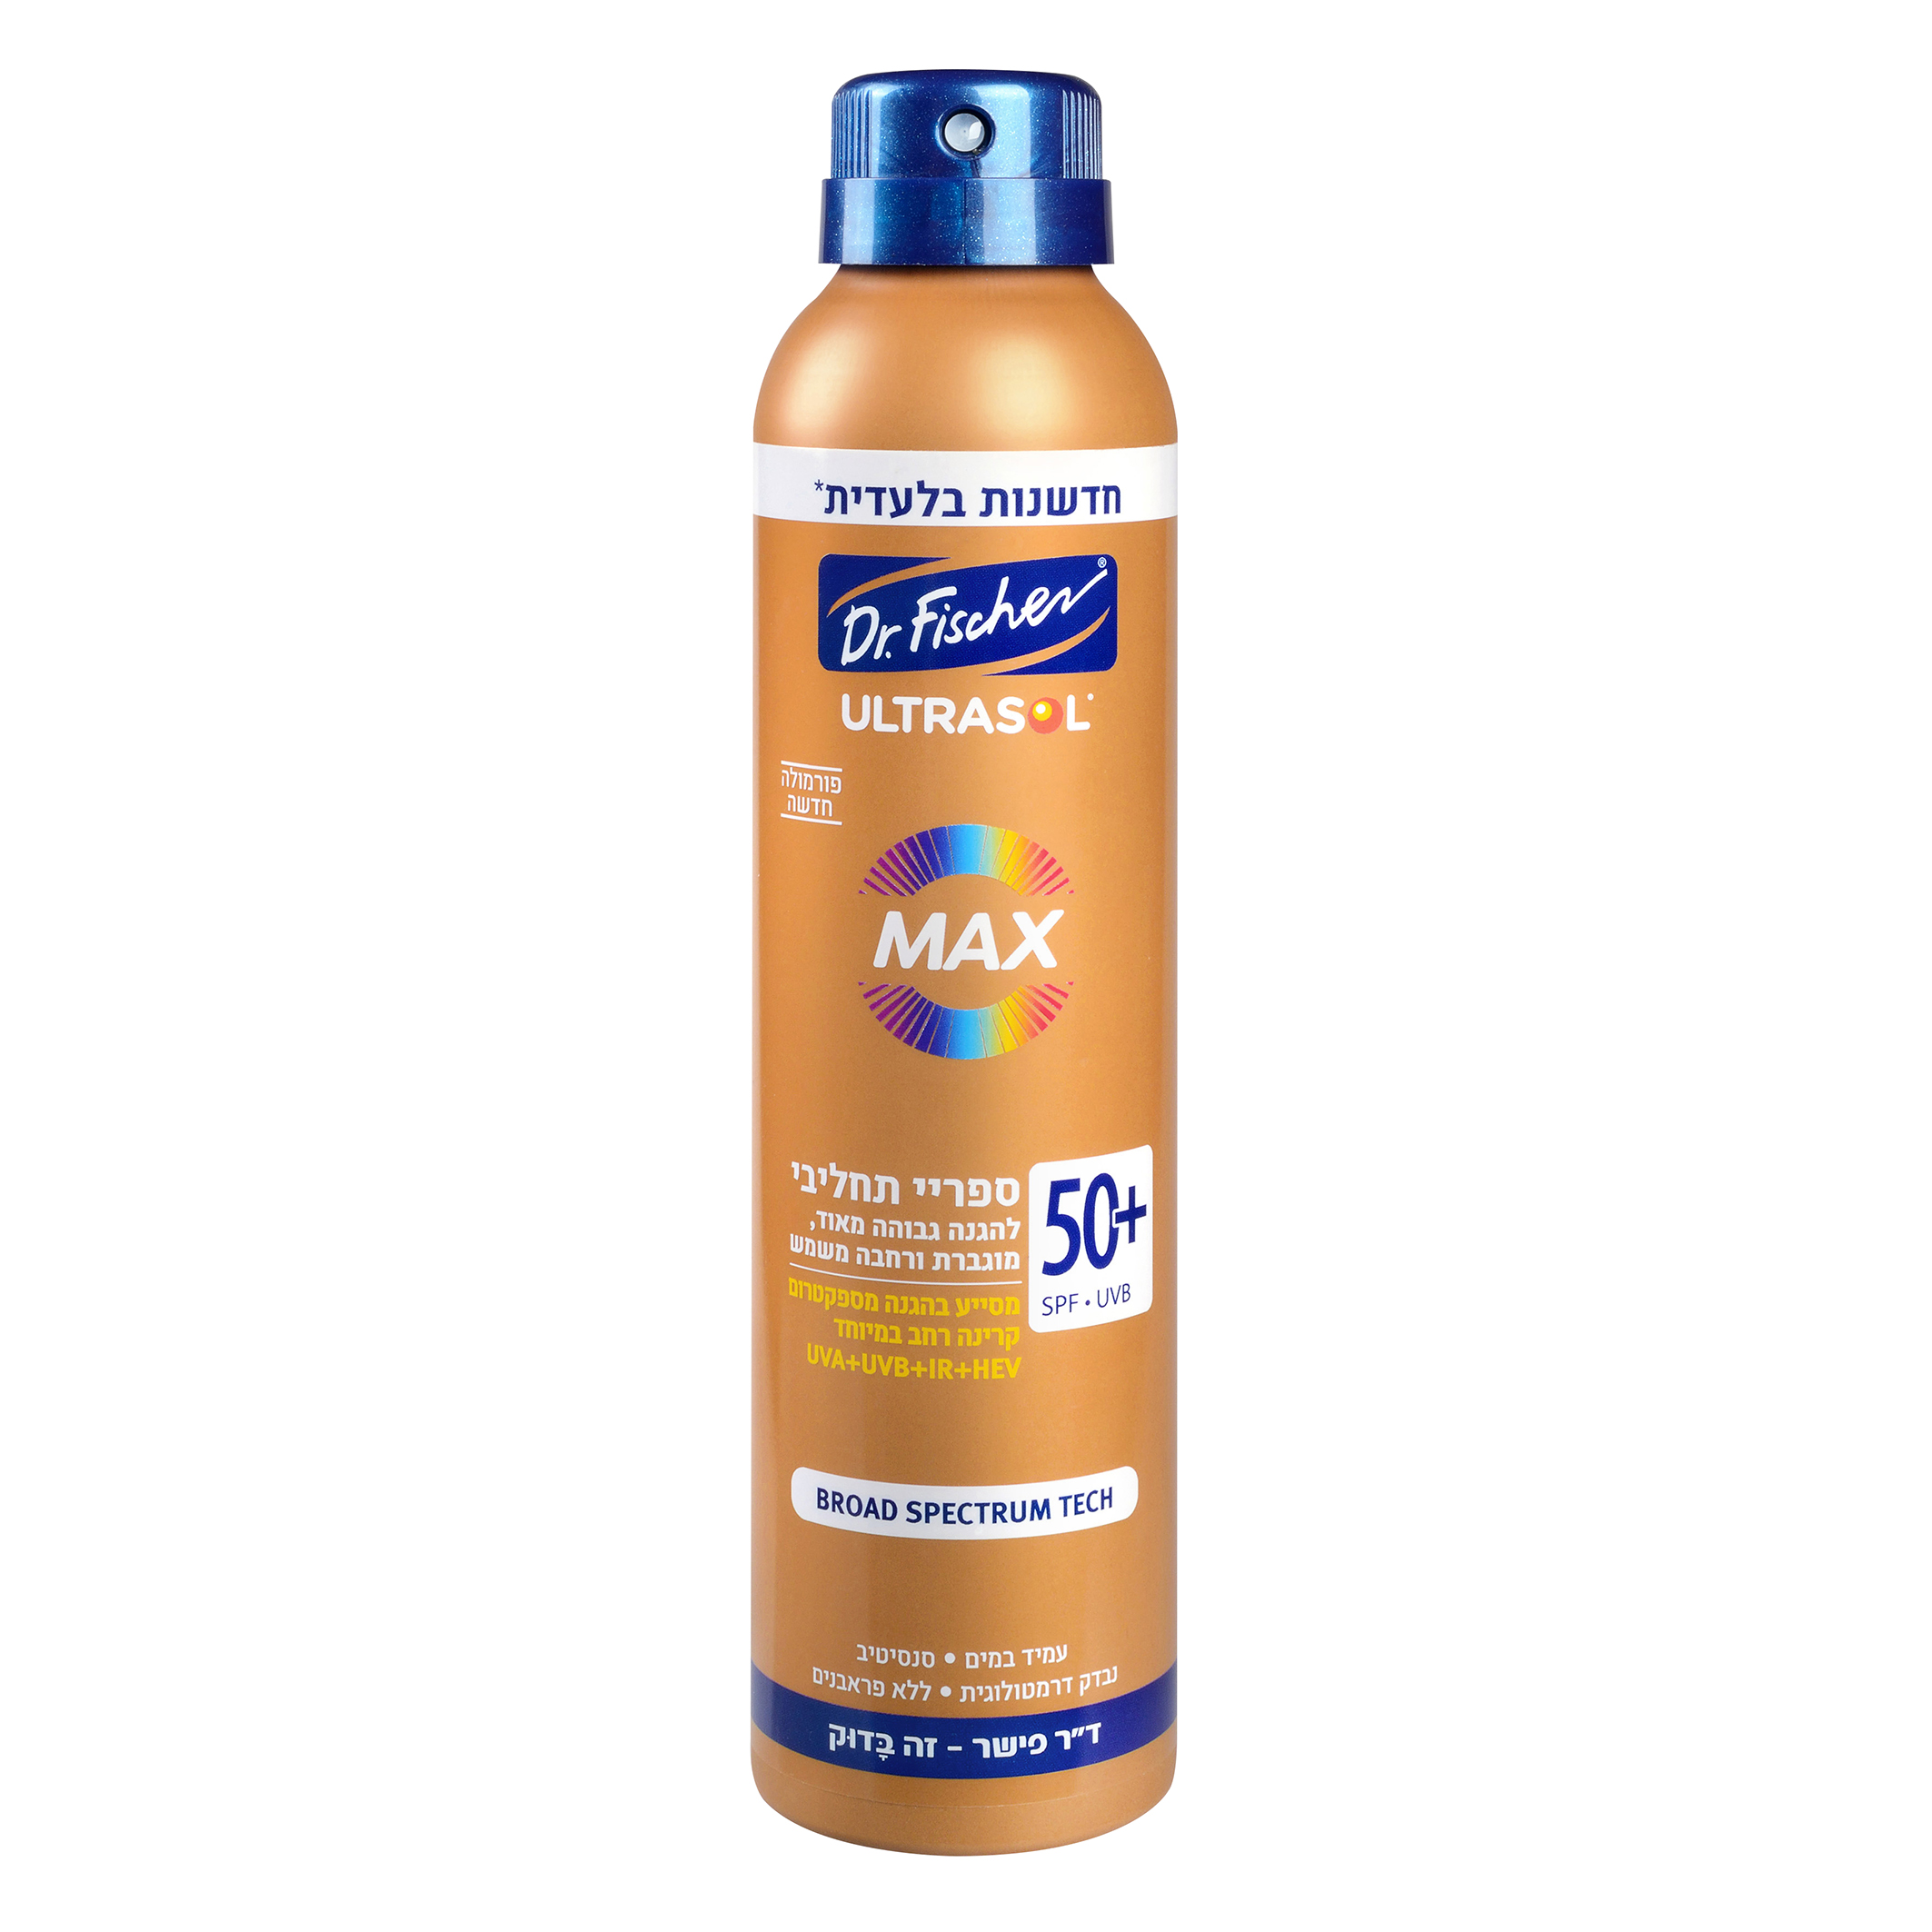 חדשנות בלעדית*
Dr. Fischer®
ULTRASOL
פורמולה
חדשה
MAX
50+
SPF • UVB
ספריי תחליבי
להגנה גבוהה מאוד,
מוגברת ורחבה משמש
מסייע בהגנה מספקטרום
קרינה רחב במיוחד
UVA+UVB+IR+HEV
BROAD SPECTRUM TECH
עמיד במים • סנסיטיב
נבדק דרמטולוגית • ללא פראבנים
ד"ר פישר – זה בָּדוּק